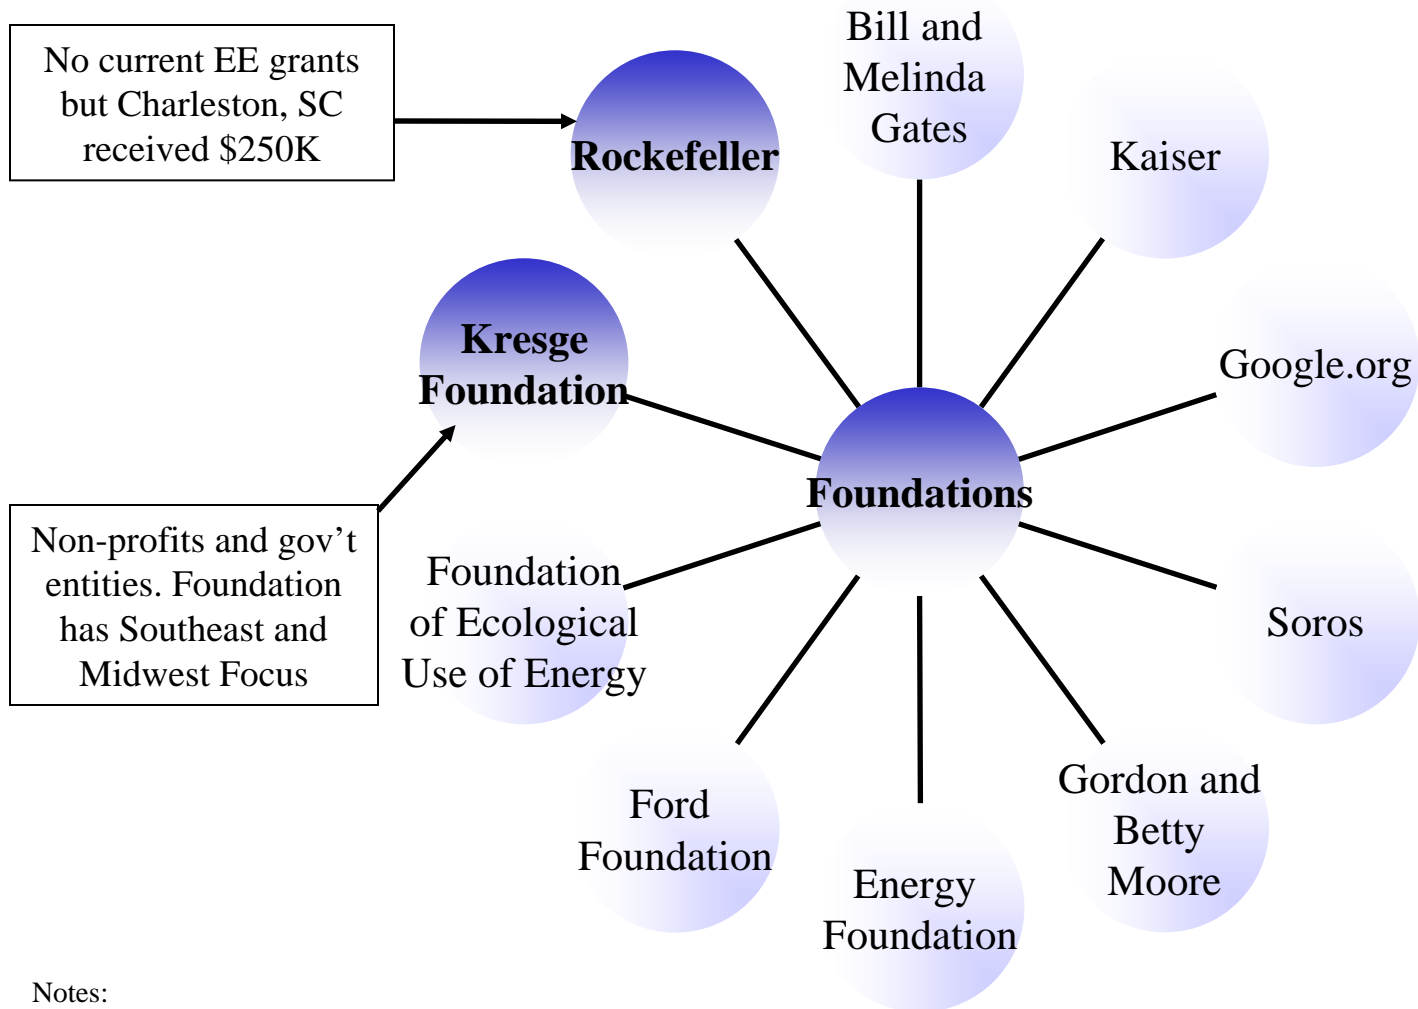 No current EE grants
but Charleston, SC
received $250K
Rockefeller
Bill and
Melinda
Gates
Kaiser
Kresge
Foundation
Google.org
Foundations
Non-profits and gov’t
entities. Foundation
has Southeast and
Midwest Focus
Foundation
of Ecological
Use of Energy
Soros
Ford
Foundation
Energy
Foundation
Gordon and
Betty
Moore
Notes: